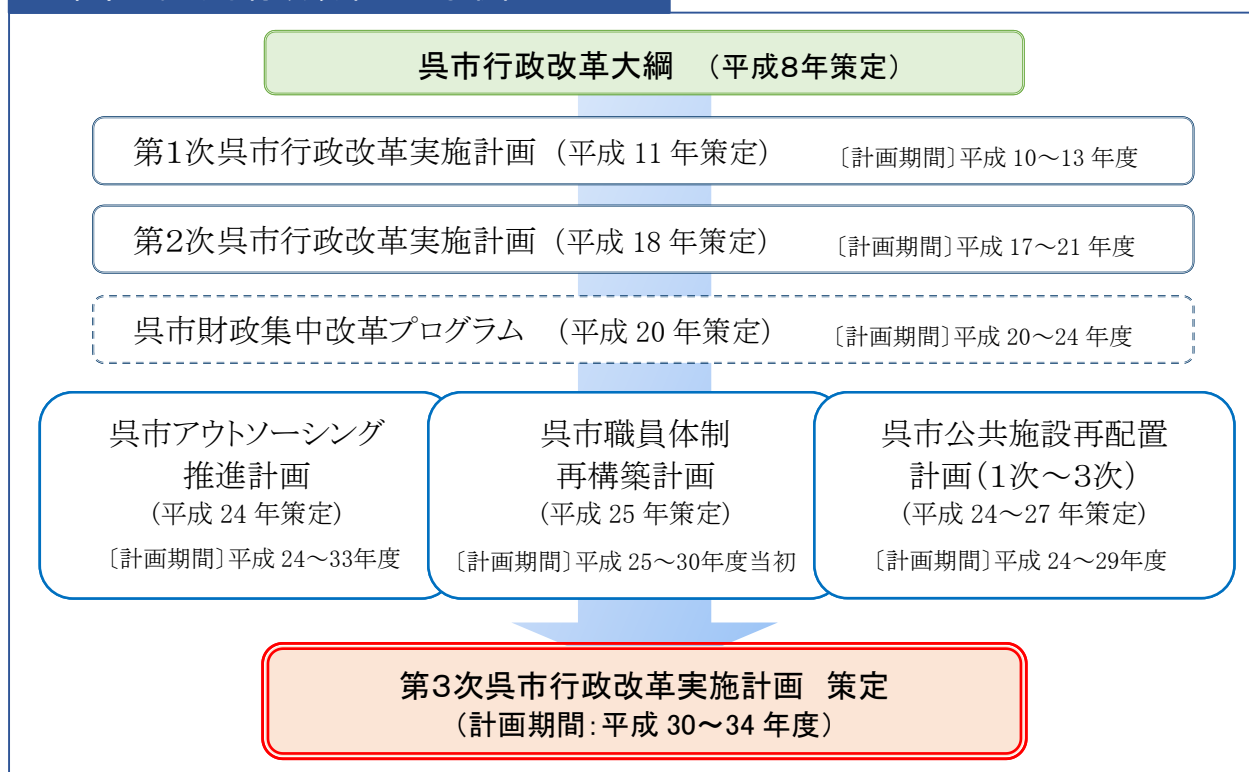 呉市行政改革大綱 (平成8年策定)
第1次呉市行政改革実施計画 (平成 11 年策定) 〔計画期間〕平成 10~13 年度
第2次呉市行政改革実施計画 (平成 18 年策定) 〔計画期間〕平成 17~21 年度
呉市財政集中改革プログラム (平成 20 年策定) 〔計画期間〕平成 20~24 年度
呉市アウトソーシング
推進計画
(平成 24 年策定)
〔計画期間〕平成 24~33年度
呉市職員体制
再構築計画
(平成 25 年策定)
〔計画期間〕平成 25~30年度当初
呉市公共施設再配置
計画(1次~3次)
(平成 24~27 年策定)
〔計画期間〕平成 24~29年度
第3次呉市行政改革実施計画 策定
(計画期間:平成 30~34 年度)